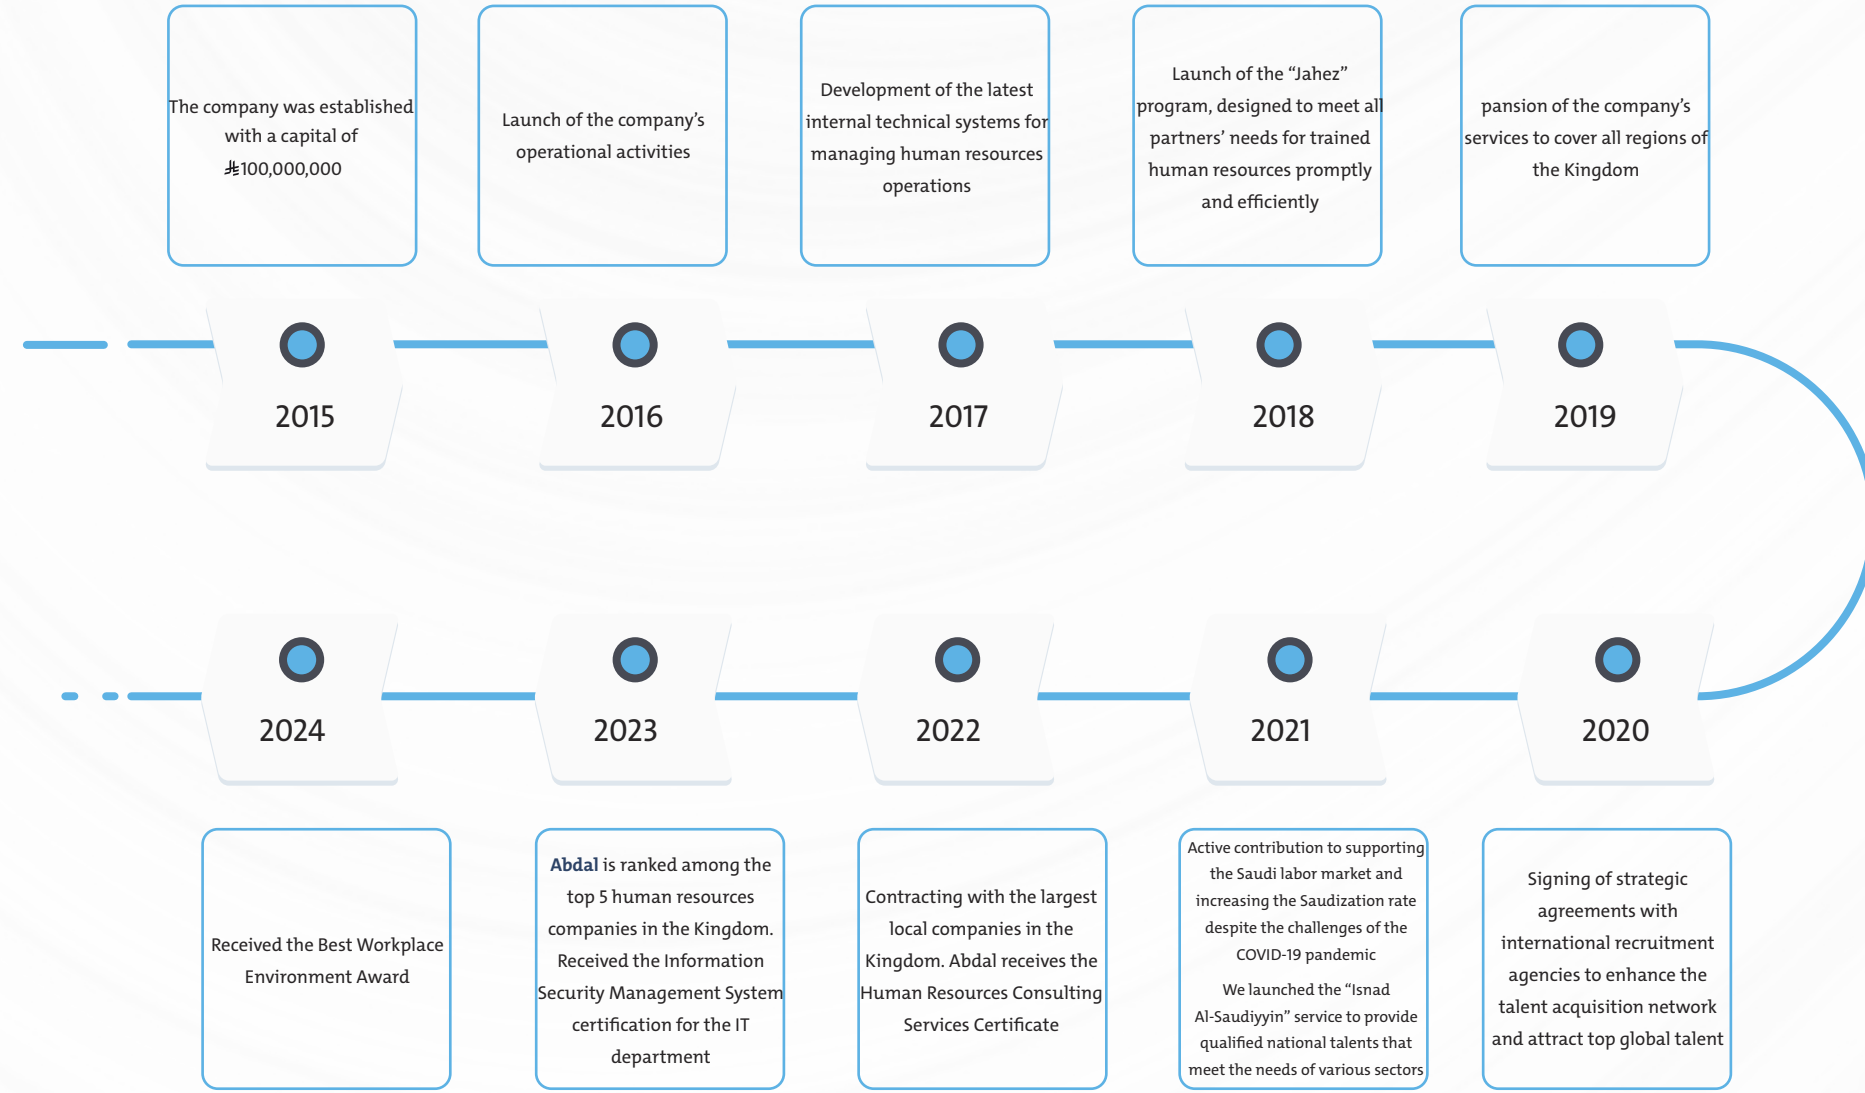 The company was established
with a capital of
⃁100,000,000
Launch of the company’s
operational activities
Development of the latest
internal technical systems for
managing human resources
operations
Launch of the “Jahez”
program, designed to meet all
partners’ needs for trained
human resources promptly
and efficiently
pansion of the company’s
services to cover all regions of
the Kingdom
2015
2016
2017
2018
2019
2024
2023
2022
2021
2020
Received the Best Workplace
Environment Award
Abdal is ranked among the
top 5 human resources
companies in the Kingdom.
Received the Information
Security Management System
certification for the IT
department
Contracting with the largest
local companies in the
Kingdom. Abdal receives the
Human Resources Consulting
Services Certificate
Active contribution to supporting
the Saudi labor market and
increasing the Saudization rate
despite the challenges of the
COVID-19 pandemic
We launched the “Isnad
Al-Saudiyyin” service to provide
qualified national talents that
meet the needs of various sectors
Signing of strategic
agreements with
international recruitment
agencies to enhance the
talent acquisition network
and attract top global talent